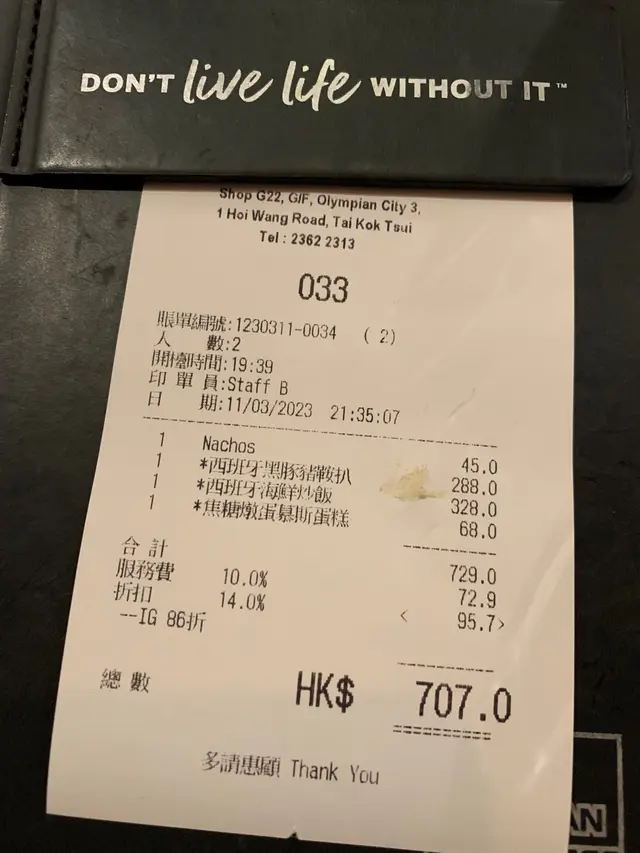 DON'T live life WITHOUT IT™
Shop G22, G/F, Olympian City 3,
1 Hoi Wang Road, Tai Kok Tsui
Tel : 2362 2313
033
賬單編號:1230311-0034 ( 2)
人 數:2
開檯時間:19:39
印 單 員:Staff B
日 期:11/03/2023 21:35:07
1 Nachos 45.0
1 *西班牙黑豚豬鞍扒 288.0
1 *西班牙海鮮炒飯 328.0
1 *焦糖燉蛋慕斯蛋糕 68.0
合 計 729.0
服務費 10.0% 72.9
折扣 14.0% < 95.7>
--IG 86折
總 數 HK$ 707.0
多請惠顧 Thank You